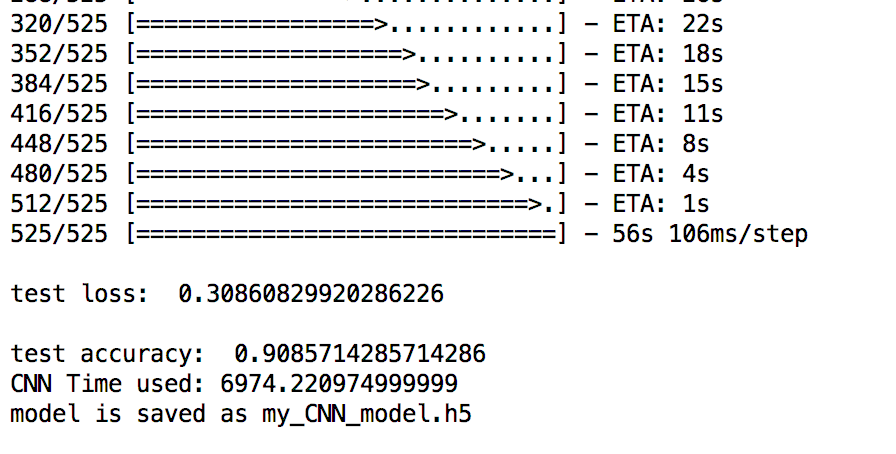 320/525 [=================>............] - ETA: 22s
352/525 [===================>..........] - ETA: 18s
384/525 [====================>.........] - ETA: 15s
416/525 [======================>.......] - ETA: 11s
448/525 [========================>.....] - ETA: 8s
480/525 [==========================>...] - ETA: 4s
512/525 [============================>.] - ETA: 1s
525/525 [==============================] - 56s 106ms/step
test loss:  0.30860829920286226
test accuracy:  0.9085714285714286
CNN Time used: 6974.220974999999
model is saved as my_CNN_model.h5